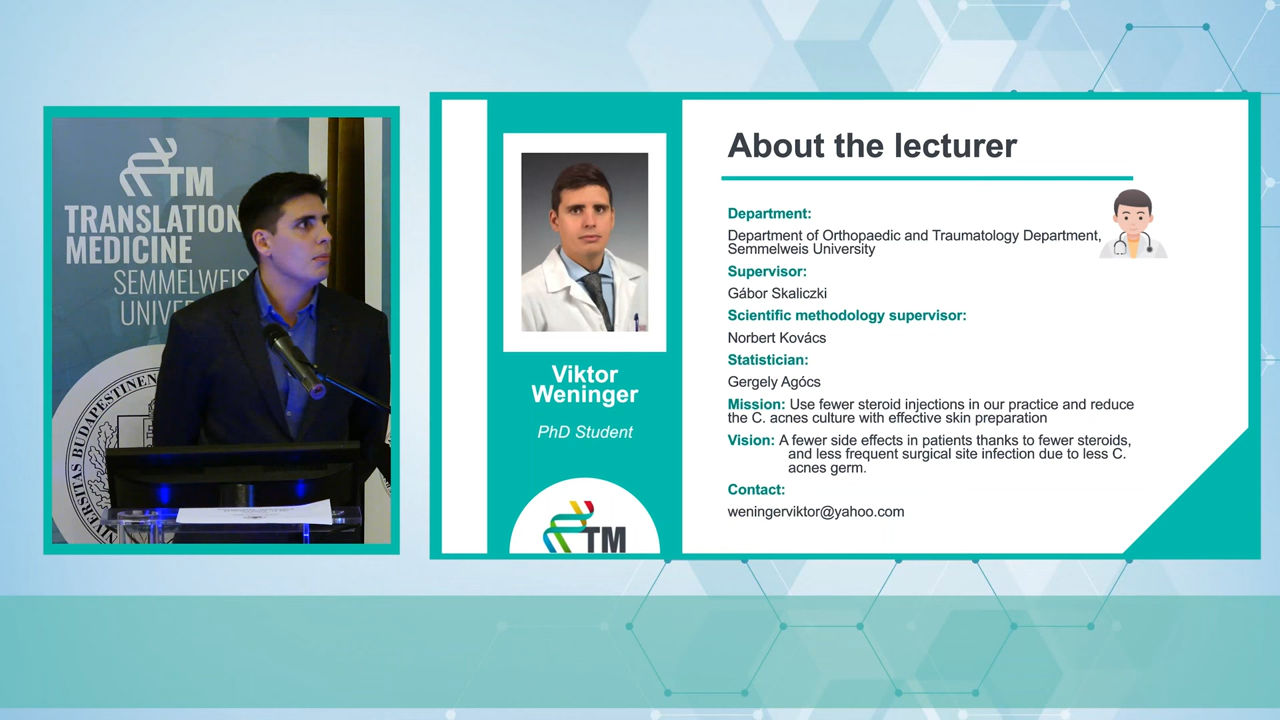 TM
TRANSLATION
MEDICINE
SEMMELWEIS
UNIVE
About the lecturer
Department:
Department of Orthopaedic and Traumatology Department,
Semmelweis University
Supervisor:
Gábor Skaliczki
Scientific methodology supervisor:
Norbert Kovács
Statistician:
Gergely Agócs
Mission: Use fewer steroid injections in our practice and reduce
the C. acnes culture with effective skin preparation
Vision: A fewer side effects in patients thanks to fewer steroids,
and less frequent surgical site infection due to less C.
acnes germ.
Contact:
weningerviktor@yahoo.com
Viktor
Weninger
PhD Student
TM